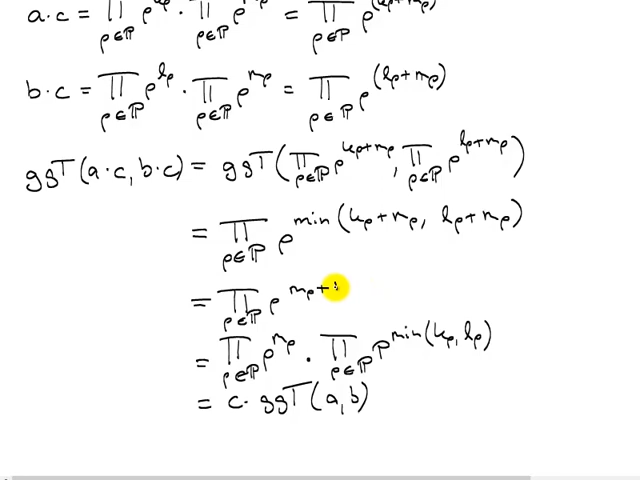 a·c = ∏_{p∈ℙ} p^{k_p} · ∏_{p∈ℙ} p^{m_p} = ∏_{p∈ℙ} p^{(k_p+m_p)}
b·c = ∏_{p∈ℙ} p^{l_p} · ∏_{p∈ℙ} p^{m_p} = ∏_{p∈ℙ} p^{(l_p+m_p)}
ggT(a·c, b·c) = ggT(∏_{p∈ℙ} p^{k_p+m_p}, ∏_{p∈ℙ} p^{l_p+m_p})
= ∏_{p∈ℙ} p^{min(k_p+m_p, l_p+m_p)}
= ∏_{p∈ℙ} p^{m_p+
= ∏_{p∈ℙ} p^{m_p} · ∏_{p∈ℙ} p^{min(k_p, l_p)}
= c·ggT(a,b)